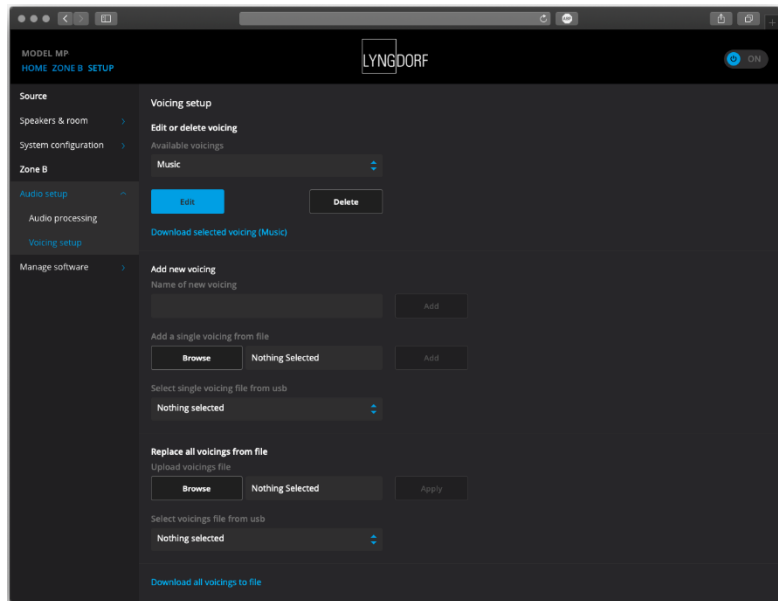 MODEL MP
HOME ZONE B SETUP
LYNGDORF
ON
Source
Speakers & room
System configuration
Zone B
Audio setup
Audio processing
Voicing setup
Manage software
Voicing setup
Edit or delete voicing
Available voicings
Music
Edit Delete
Download selected voicing (Music)
Add new voicing
Name of new voicing
Add
Add a single voicing from file
Browse Nothing Selected Add
Select single voicing file from usb
Nothing selected
Replace all voicings from file
Upload voicings file
Browse Nothing Selected Apply
Select voicings file from usb
Nothing selected
Download all voicings to file